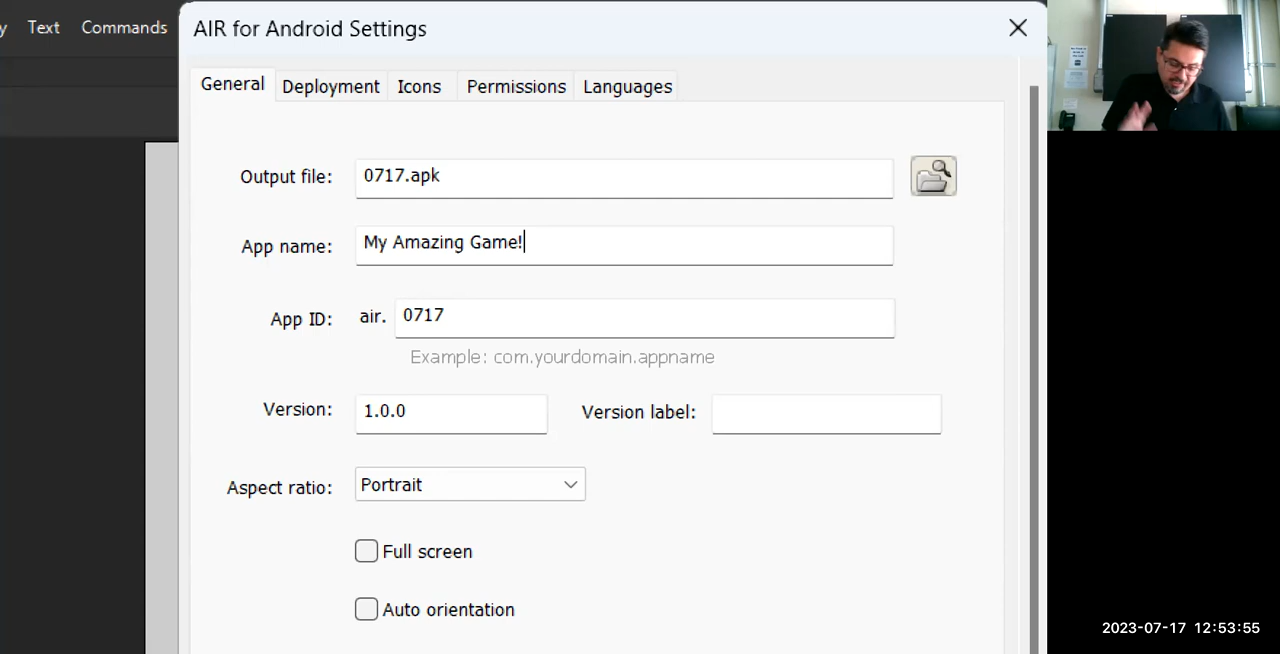 Text Commands
AIR for Android Settings
General Deployment Icons Permissions Languages
Output file: 0717.apk
App name: My Amazing Game!
App ID: air. 0717
Example: com.yourdomain.appname
Version: 1.0.0 Version label:
Aspect ratio: Portrait
Full screen
Auto orientation
2023-07-17 12:53:55